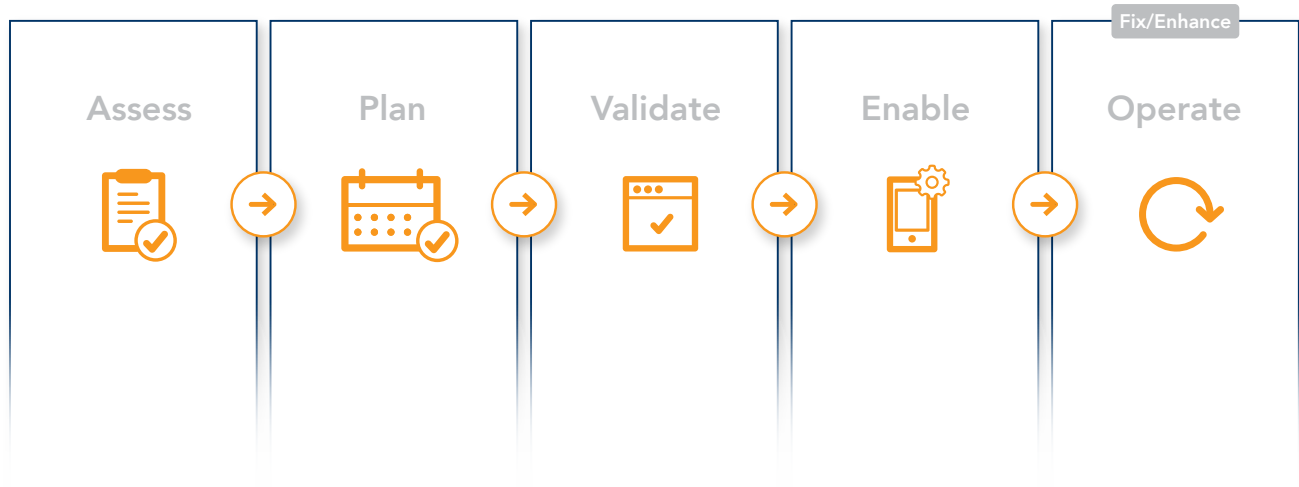 Fix/Enhance
Assess
Plan
Validate
Enable
Operate